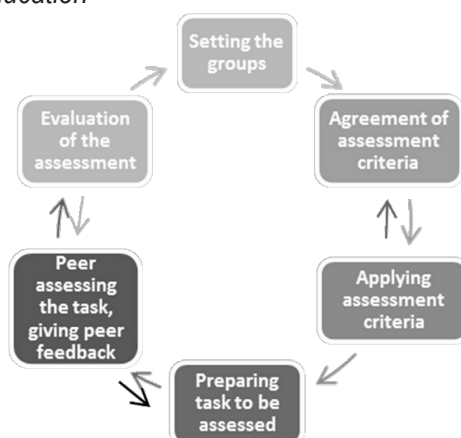 Setting the
groups
Agreement of
assessment
criteria
Applying
assessment
criteria
Preparing
task to be
assessed
Peer
assessing
the task,
giving peer
feedback
Evaluation
of the
assessment